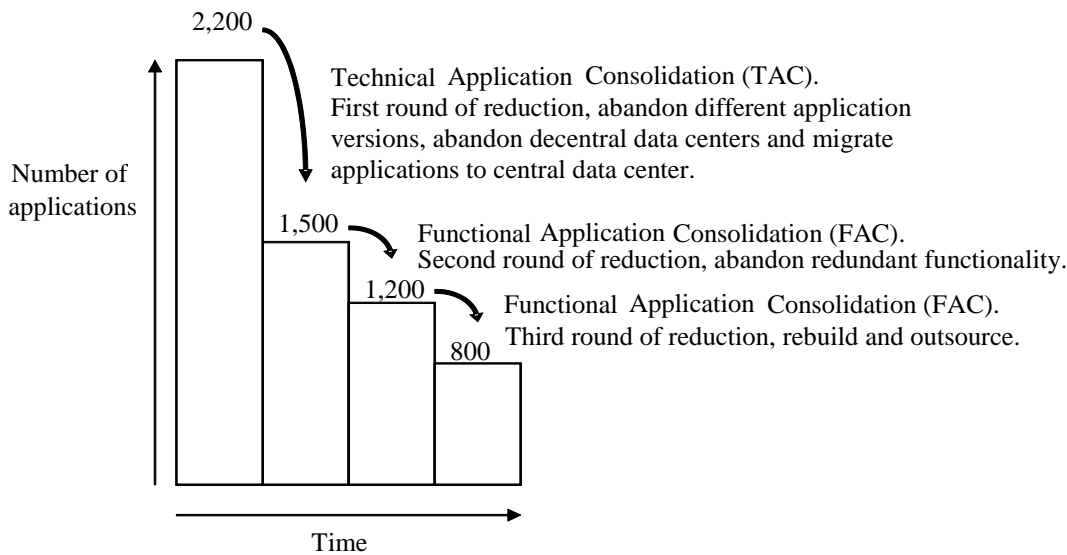 2,200
Technical Application Consolidation (TAC).
First round of reduction, abandon different application
versions, abandon decentral data centers and migrate
applications to central data center.
Number of
applications
1,500
Functional Application Consolidation (FAC).
Second round of reduction, abandon redundant functionality.
1,200
Functional Application Consolidation (FAC).
Third round of reduction, rebuild and outsource.
800
Time